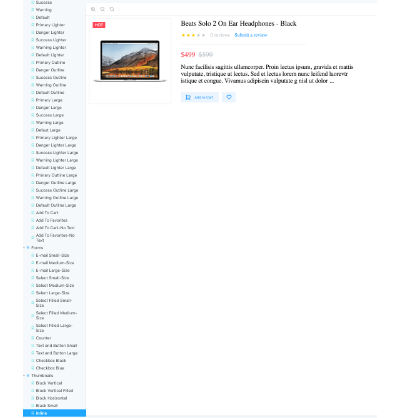 Success
Warning
Default
Primary Lighter
Danger Lighter
Success Lighter
Warning Lighter
Default Lighter
Primary Outline
Danger Outline
Success Outline
Warning Outline
Default Outline
Primary Large
Danger Large
Success Large
Warning Large
Default Large
Primary Lighter Large
Danger Lighter Large
Success Lighter Large
Warning Lighter Large
Default Lighter Large
Primary Outline Large
Danger Outline Large
Success Outline Large
Warning Outline Large
Default Outline Large
Add To Cart
Add To Favorites
Add To Cart-No Text
Add To Favorites-No
Text
Forms
E-mail Small-Size
E-mail Medium-Size
E-mail Large-Size
Select Small-Size
Select Medium-Size
Select Large-Size
Select Filled Small-
Size
Select Filled Medium-
Size
Select Filled Large-
Size
Counter
Text and Button Small
Text and Button Large
Checkbox Black
Checkbox Blue
Thumbnails
Block Vertical
Block Vertical Filled
Block Horizontal
Block Small
Inline
HOT
Beats Solo 2 On Ear Headphones - Black
0 reviews Submit a review
$499 $599
Nunc facilisis sagittis ullamcorper. Proin lectus ipsum, gravida et mattis
vulputate, tristique ut lectus. Sed et lectus lorem nunc leifend laorevtr
istique et congue. Vivamus adipiscin vulputate g nisl ut dolor ...
Add to cart